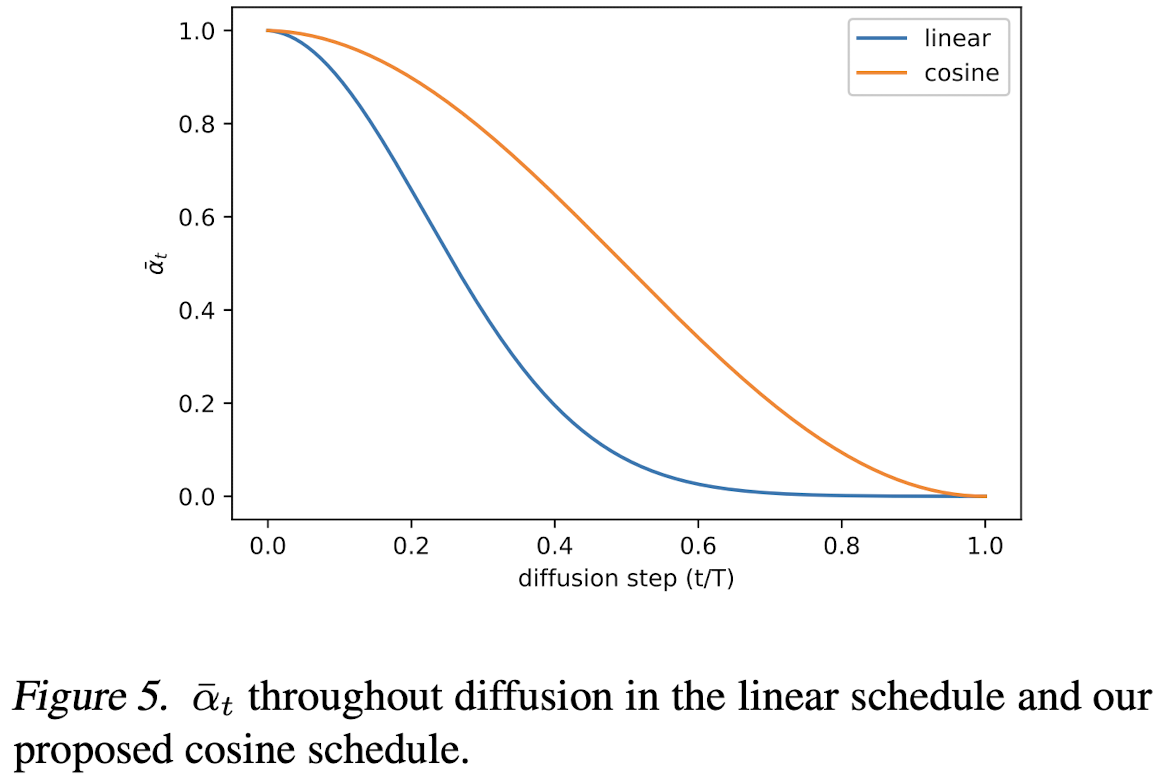 1.0
0.8
0.6
0.4
0.2
0.0
ᾱₜ
linear
cosine
0.0 0.2 0.4 0.6 0.8 1.0
diffusion step (t/T)
Figure 5. ᾱₜ throughout diffusion in the linear schedule and our
proposed cosine schedule.